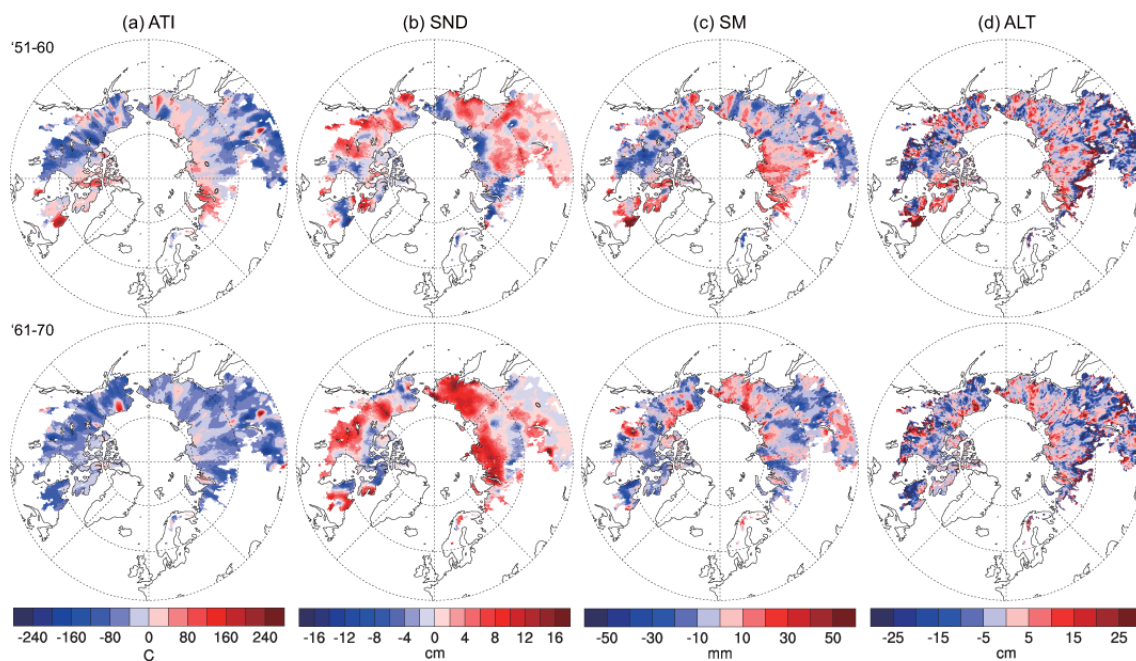 (a) ATI (b) SND (c) SM (d) ALT
‘51-60
‘61-70
-240 -160 -80 0 80 160 240 -16 -12 -8 -4 0 4 8 12 16 -50 -30 -10 10 30 50 -25 -15 -5 5 15 25
C cm mm cm